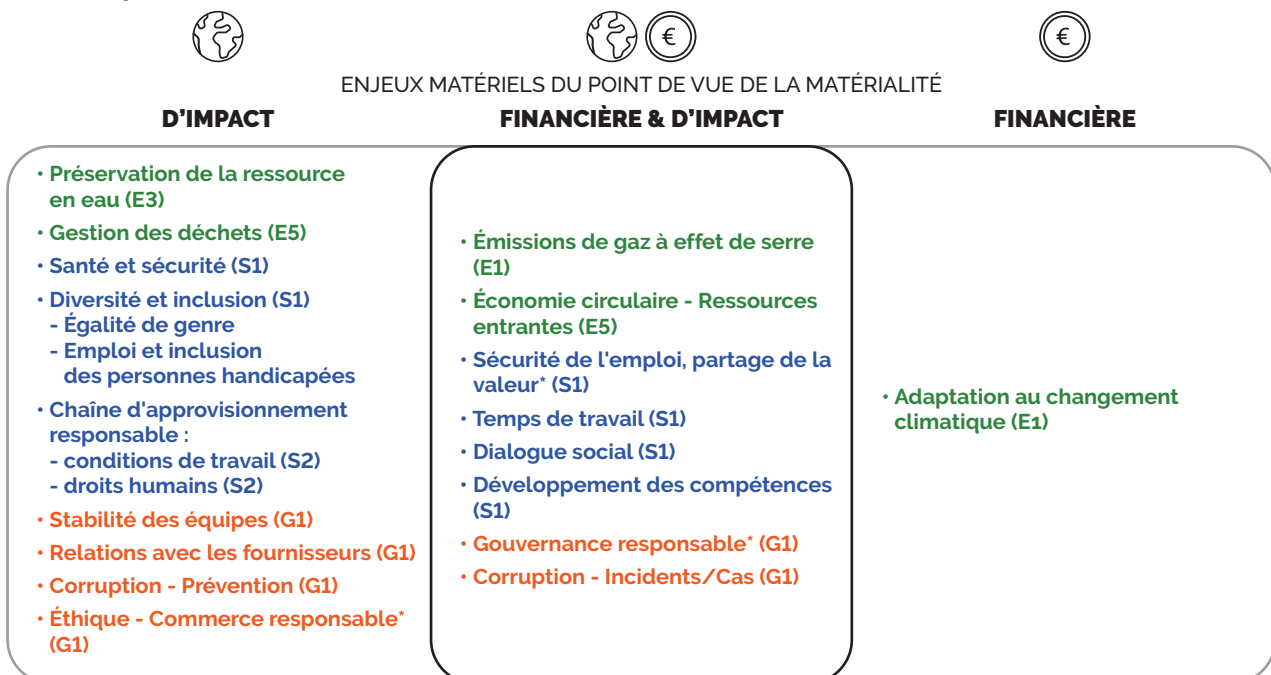 €
€
ENJEUX MATÉRIELS DU POINT DE VUE DE LA MATÉRIALITÉ
D'IMPACT
FINANCIÈRE & D'IMPACT
FINANCIÈRE
• Préservation de la ressource
en eau (E3)
• Gestion des déchets (E5)
• Santé et sécurité (S1)
• Diversité et inclusion (S1)
- Égalité de genre
- Emploi et inclusion
des personnes handicapées
• Chaîne d'approvisionnement
responsable :
- conditions de travail (S2)
- droits humains (S2)
• Stabilité des équipes (G1)
• Relations avec les fournisseurs (G1)
• Corruption - Prévention (G1)
• Éthique - Commerce responsable*
(G1)
• Émissions de gaz à effet de serre
(E1)
• Économie circulaire - Ressources
entrantes (E5)
• Sécurité de l'emploi, partage de la
valeur* (S1)
• Temps de travail (S1)
• Dialogue social (S1)
• Développement des compétences
(S1)
• Gouvernance responsable* (G1)
• Corruption - Incidents/Cas (G1)
• Adaptation au changement
climatique (E1)